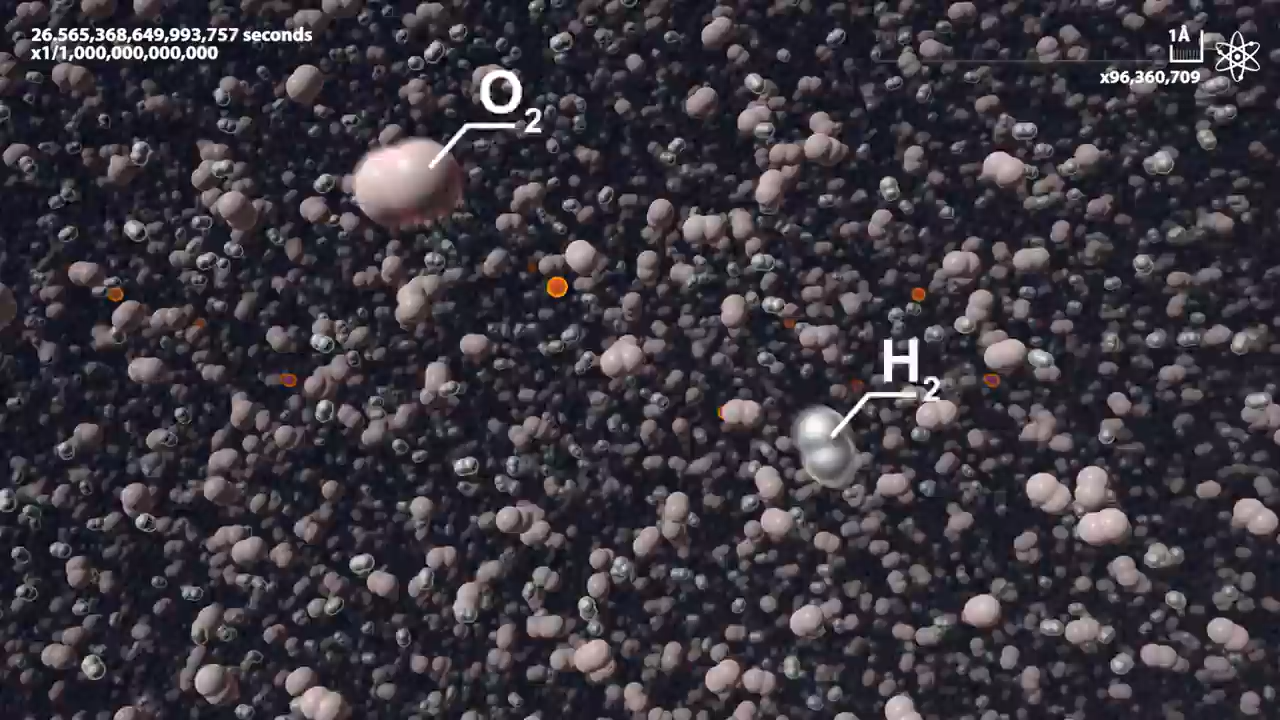 26.565,368,649,993,757 seconds
x1/1,000,000,000,000
1Å
x96,360,709
O2
H2